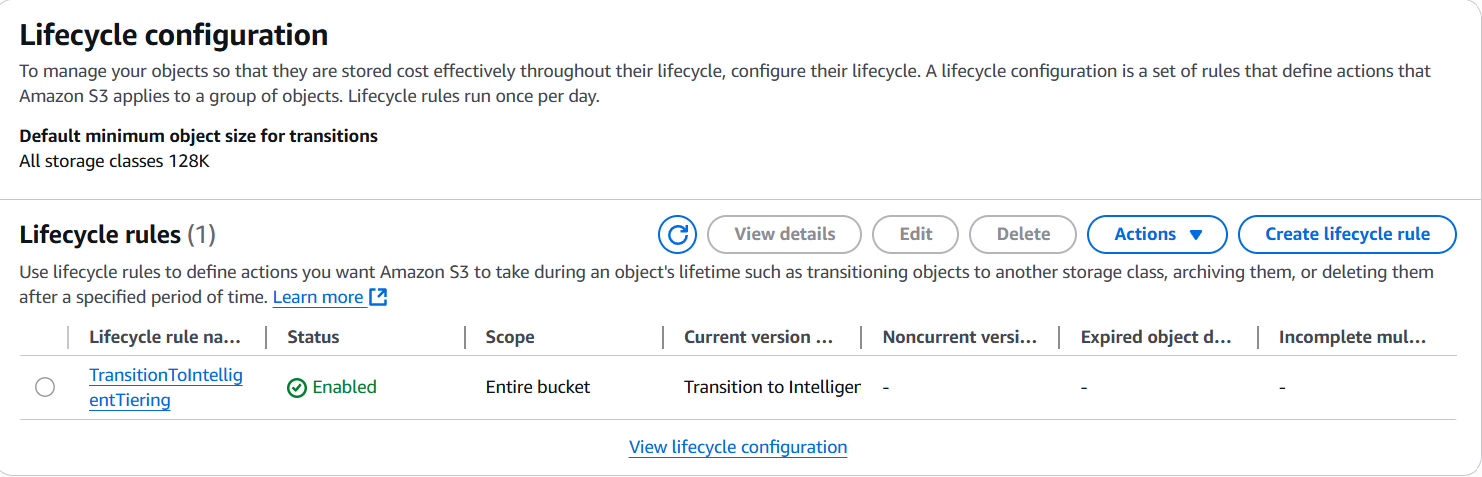 Lifecycle configuration
To manage your objects so that they are stored cost effectively throughout their lifecycle, configure their lifecycle. A lifecycle configuration is a set of rules that define actions that
Amazon S3 applies to a group of objects. Lifecycle rules run once per day.
Default minimum object size for transitions
All storage classes 128K
Lifecycle rules (1)
View details
Edit
Delete
Actions
Create lifecycle rule
Use lifecycle rules to define actions you want Amazon S3 to take during an object's lifetime such as transitioning objects to another storage class, archiving them, or deleting them
after a specified period of time. Learn more
Lifecycle rule na... Status Scope Current version ... Noncurrent versi... Expired object d... Incomplete mul...
TransitionToIntellig
entTiering
Enabled
Entire bucket
Transition to Intelliger
-
-
-
View lifecycle configuration